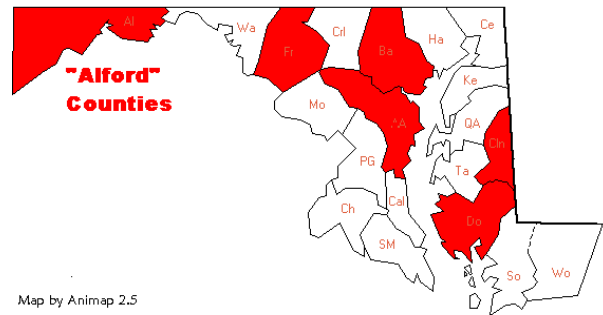 Al Wa Fr Crl Ba Ha Ce
"Alford"
Counties
Ke
Mo AA QA Cln
PG Ta
Ch Cal Do
SM So Wo
Map by Animap 2.5